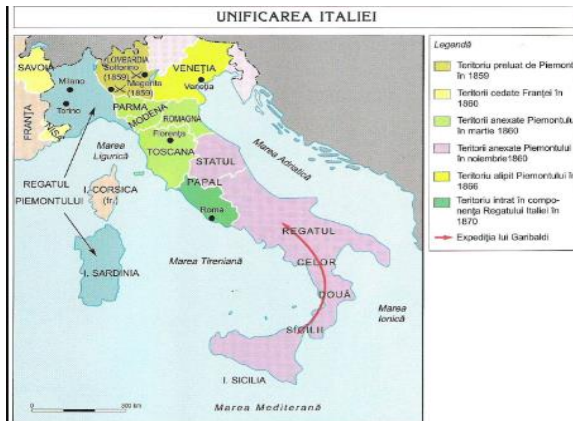 UNIFICAREA ITALIEI
SAVOIA
LOMBARDIA
Solferino
(1859)
Magenta
(1859)
Milano
Torino
VENEȚIA
Veneția
FRANȚA
NISA
PARMA
MODENA
ROMAGNA
Florența
TOSCANA
Marea
Ligurică
Marea Adriatică
STATUL
PAPAL
REGATUL
PIEMONTULUI
I. CORSICA
(fr.)
Roma
I. SARDINIA
Marea Tireniană
REGATUL
CELOR
DOUĂ
SICILII
Marea
Ionică
I. SICILIA
Marea Mediterană
0
500 km
Legendă
Teritoriu preluat de Piemont
în 1859
Teritorii cedate Franței în
1860
Teritorii anexate Piemontului
în martie 1860
Teritorii anexate Piemontului
în noiembrie1860
Teritoriu alipit Piemontului în
1866
Teritoriu intrat în compo-
nența Regatului Italiei în
1870
Expediția lui Garibaldi